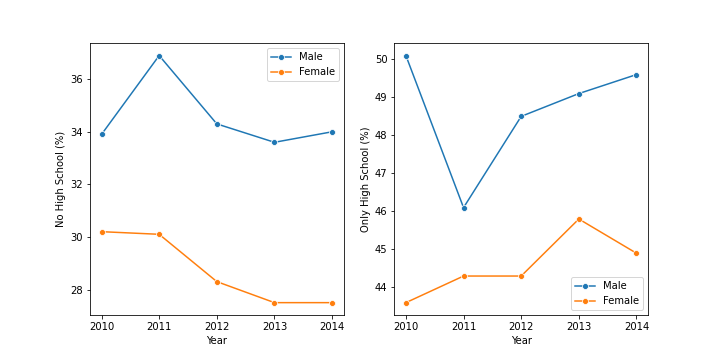 No High School (%)
36
34
32
30
28
Male
Female
2010 2011 2012 2013 2014
Year
Only High School (%)
50
49
48
47
46
45
44
Male
Female
2010 2011 2012 2013 2014
Year